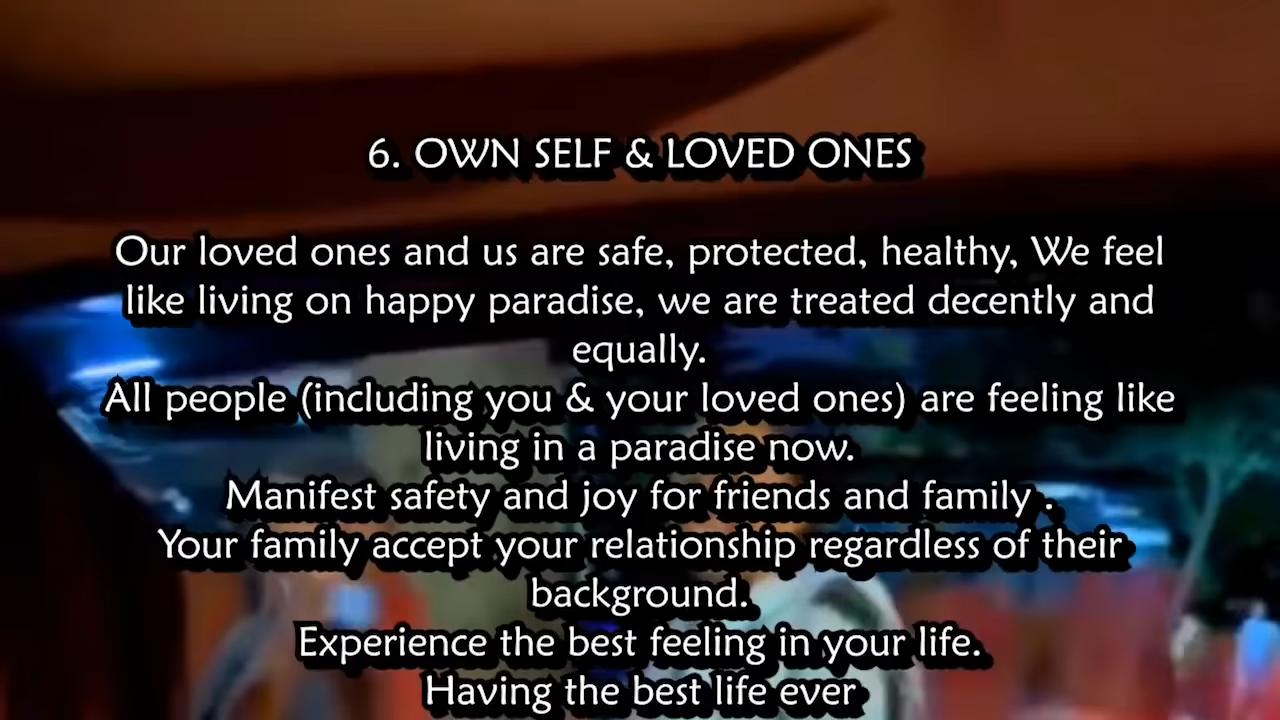 6. OWN SELF & LOVED ONES
Our loved ones and us are safe, protected, healthy, We feel
like living on happy paradise, we are treated decently and
equally.
All people (including you & your loved ones) are feeling like
living in a paradise now.
Manifest safety and joy for friends and family .
Your family accept your relationship regardless of their
background.
Experience the best feeling in your life.
Having the best life ever